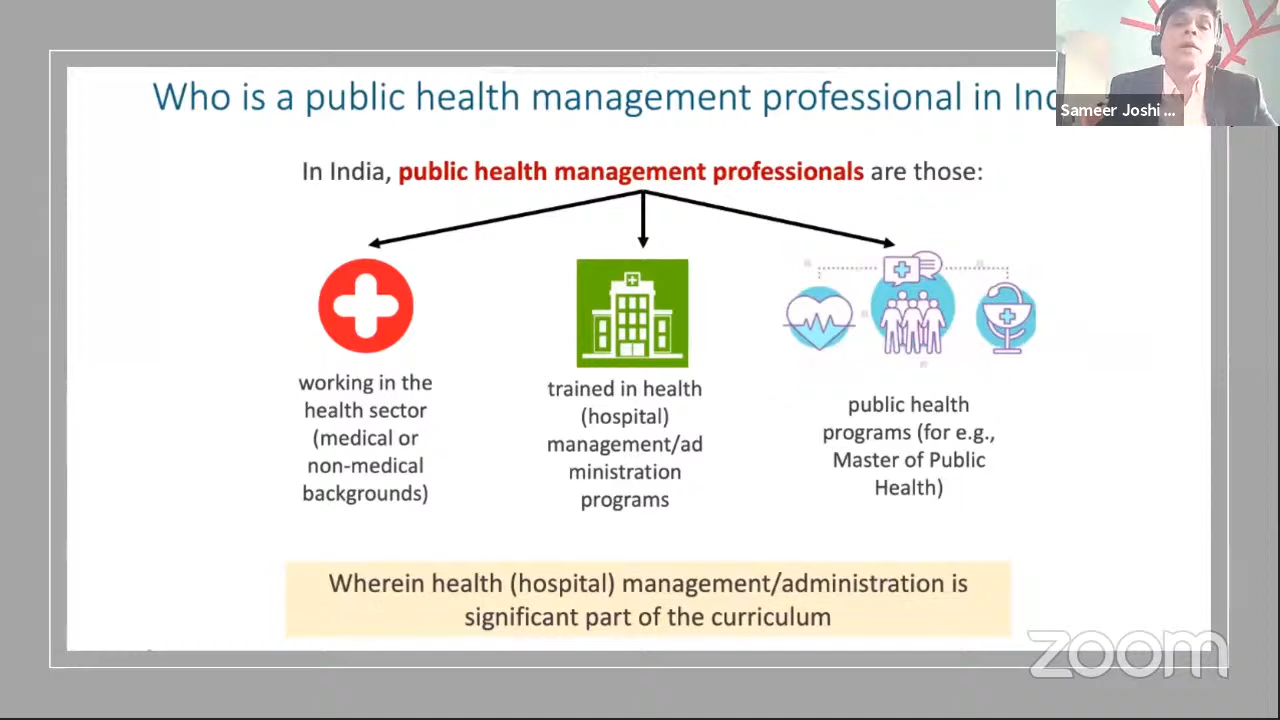 Who is a public health management professional in
Sameer Joshi ...
In India, public health management professionals are those:
working in the
health sector
(medical or
non-medical
backgrounds)
trained in health
(hospital)
management/ad
ministration
programs
public health
programs (for e.g.,
Master of Public
Health)
Wherein health (hospital) management/administration is
significant part of the curriculum
zoom